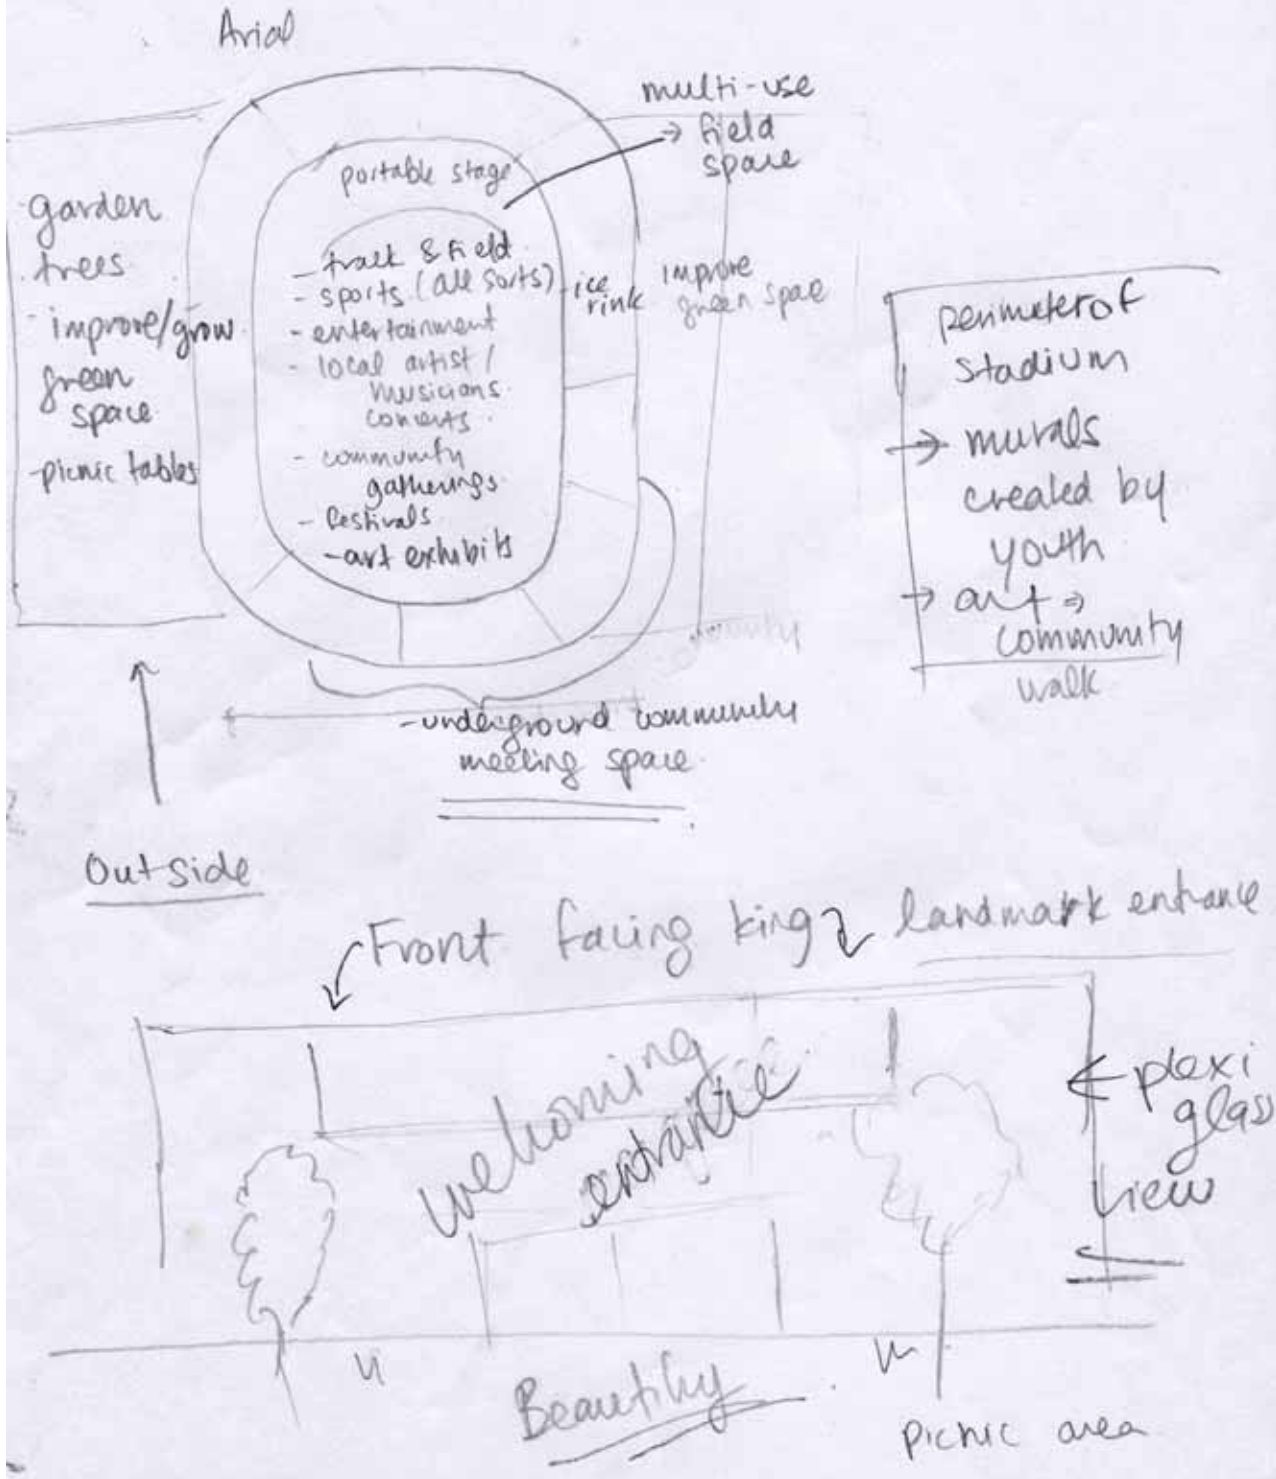 Arial
multi-use
→ field
space
portable stage
garden
trees
- improve/grow
green
space
- picnic tables
- track & field
- sports (all sorts)
- entertainment
- local artist /
musicians
concerts
- community
gatherings
- festivals
- art exhibits
- ice
rink
improve
green space
perimeter of
stadium
→ murals
created by
youth
→ art ⇒
community
walk
- underground community
meeting space
Outside
Front facing king
landmark entrance
welcoming
entrance
← plexi
glass
view
Beautify
picnic area